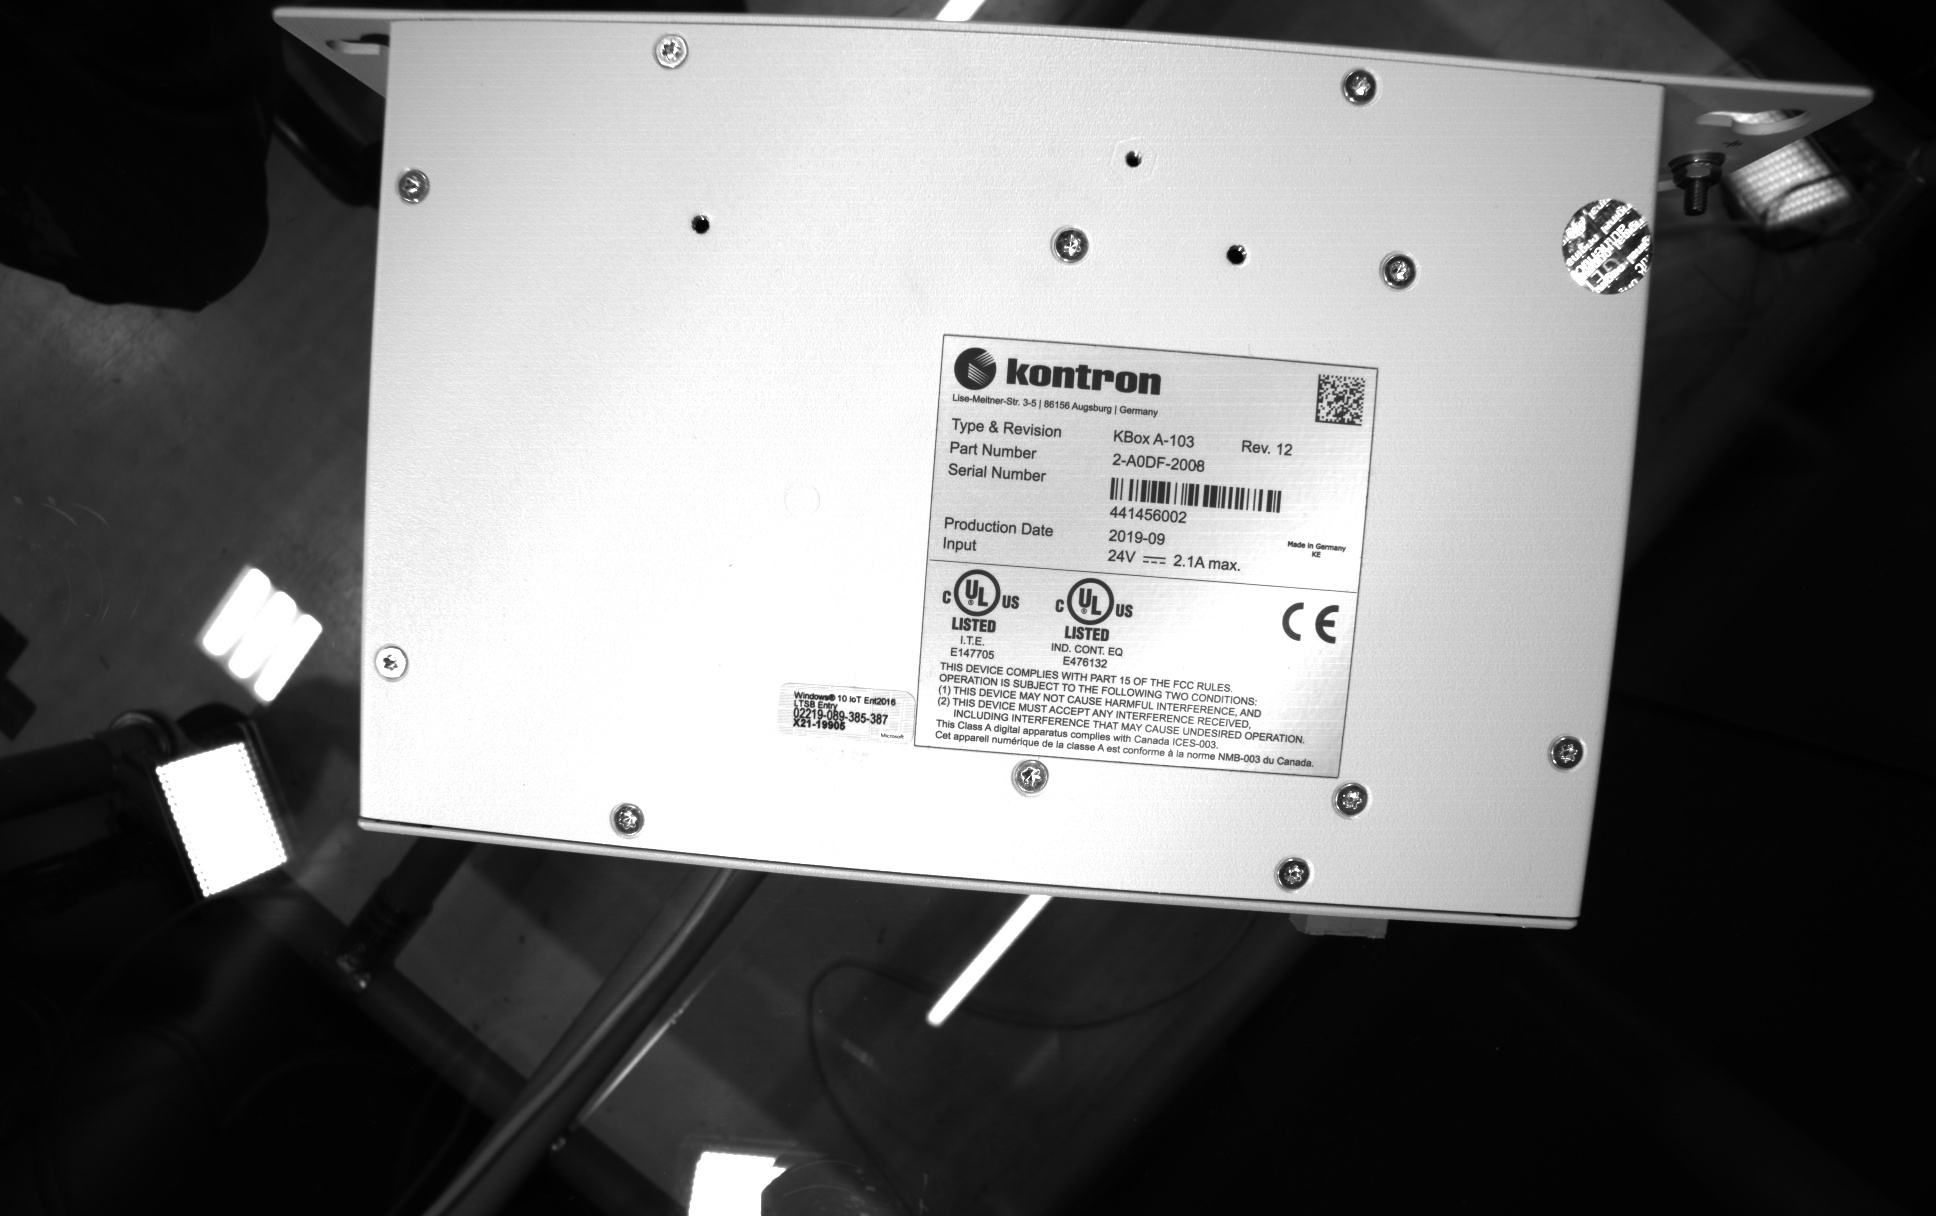 kontron
Lise-Meitner-Str. 3-5 | 86156 Augsburg | Germany
Type & Revision KBox A-103 Rev. 12
Part Number 2-A0DF-2008
Serial Number
441456002
Production Date 2019-09
Input 24V 2.1A max.
Made in Germany
KE
C UL ® US
LISTED
I.T.E.
E147705
C UL ® US
LISTED
IND. CONT. EQ
E476132
CE
THIS DEVICE COMPLIES WITH PART 15 OF THE FCC RULES.
OPERATION IS SUBJECT TO THE FOLLOWING TWO CONDITIONS:
(1) THIS DEVICE MAY NOT CAUSE HARMFUL INTERFERENCE, AND
(2) THIS DEVICE MUST ACCEPT ANY INTERFERENCE RECEIVED,
INCLUDING INTERFERENCE THAT MAY CAUSE UNDESIRED OPERATION.
This Class A digital apparatus complies with Canada ICES-003.
Cet appareil numérique de la classe A est conforme à la norme NMB-003 du Canada.
Windows® 10 IoT Ent2016
LTSB Entry
02219-089-385-387
X21-19905
Microsoft